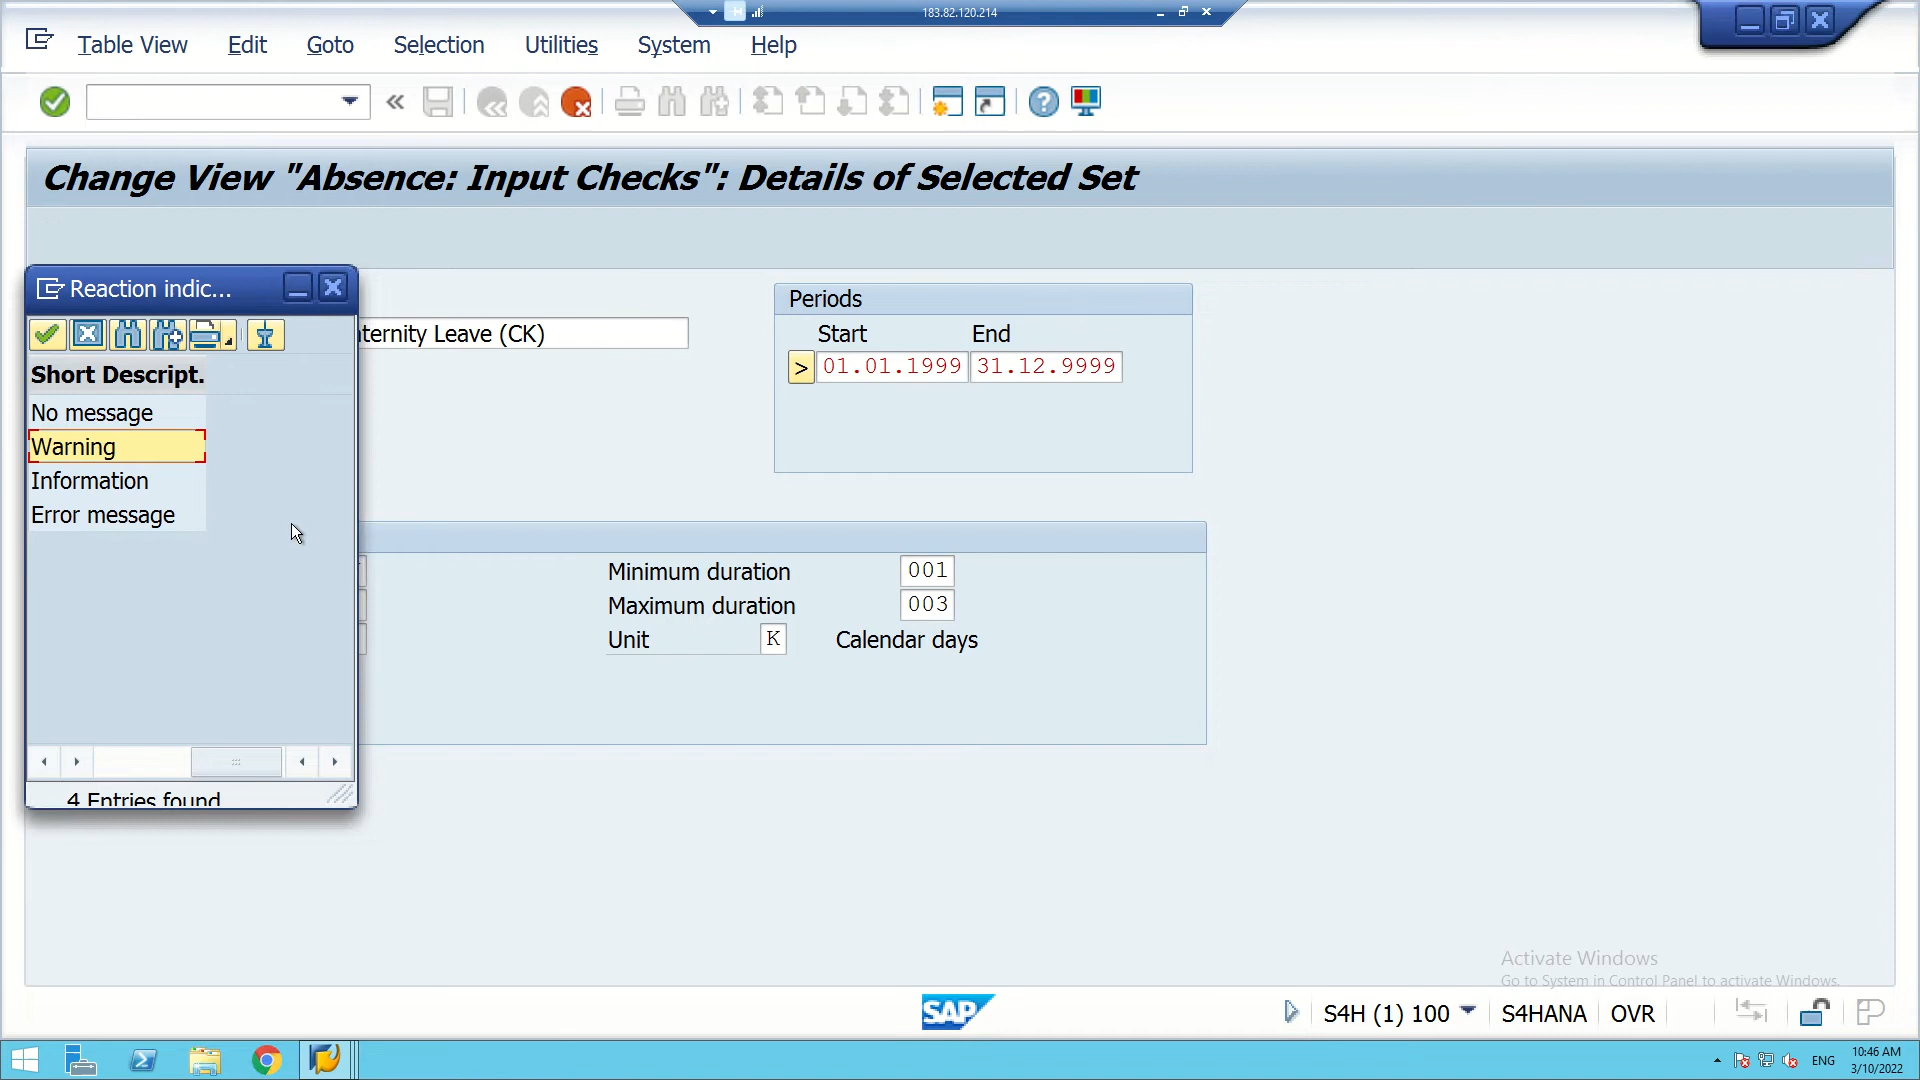 183.82.120.214
Table View Edit Goto Selection Utilities System Help
Change View "Absence: Input Checks": Details of Selected Set
Reaction indic...
Short Descript.
No message
Warning
Information
Error message
4 Entries found
aternity Leave (CK)
Periods
Start End
> 01.01.1999 31.12.9999
Minimum duration 001
Maximum duration 003
Unit K Calendar days
Activate Windows
Go to System in Control Panel to activate Windows.
SAP
S4H (1) 100 S4HANA OVR
ENG
10:46 AM
3/10/2022